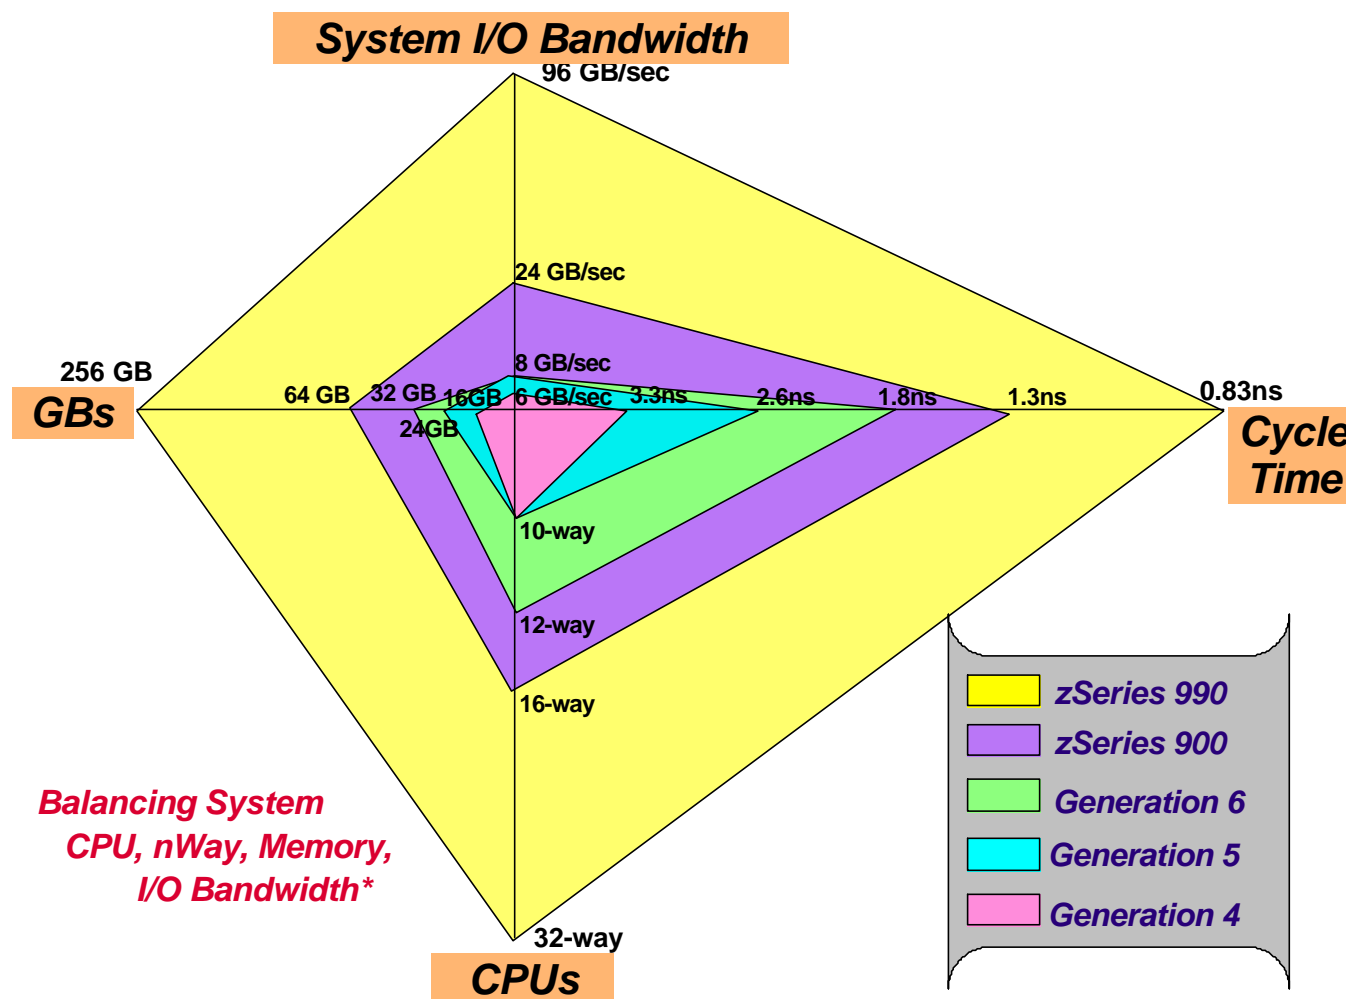 System I/O Bandwidth
96 GB/sec
24 GB/sec
8 GB/sec
256 GB
GBs
64 GB
32 GB
16GB
6 GB/sec
3.3ns
2.6ns
1.8ns
1.3ns
0.83ns
24GB
Cycle
Time
10-way
12-way
16-way
32-way
CPUs
Balancing System
CPU, nWay, Memory,
I/O Bandwidth*
zSeries 990
zSeries 900
Generation 6
Generation 5
Generation 4